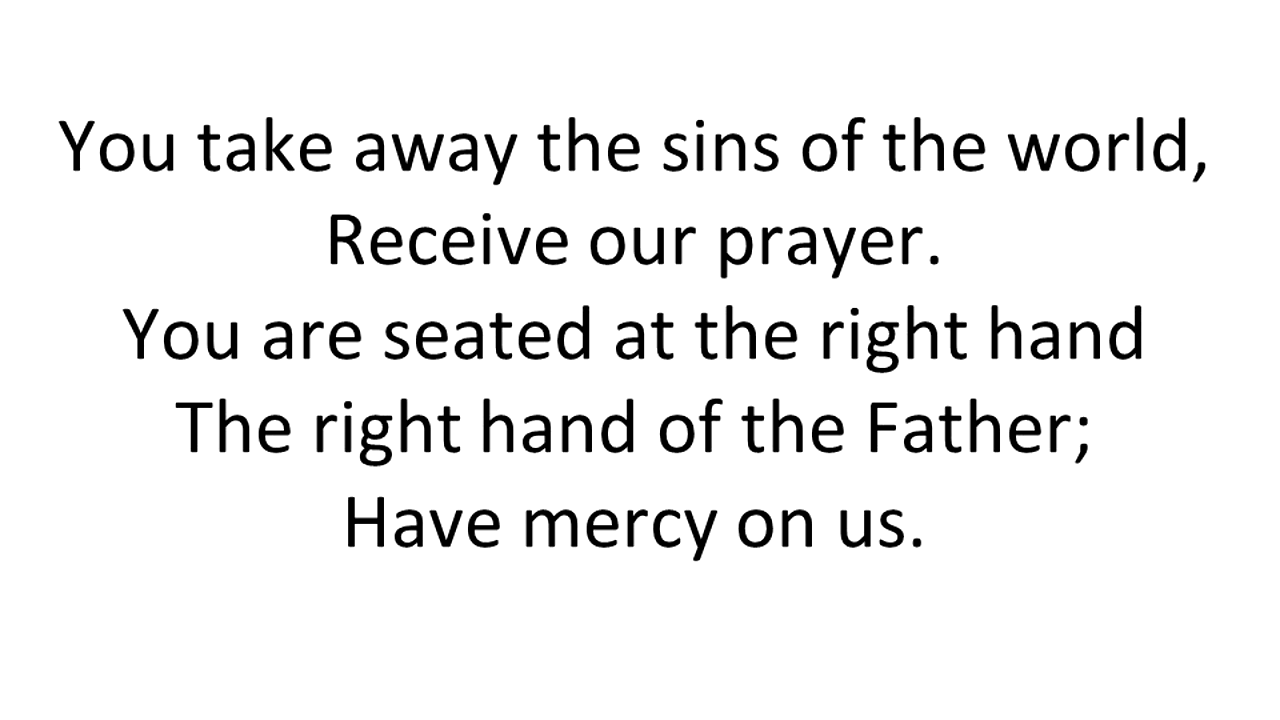 You take away the sins of the world,
Receive our prayer.
You are seated at the right hand
The right hand of the Father;
Have mercy on us.